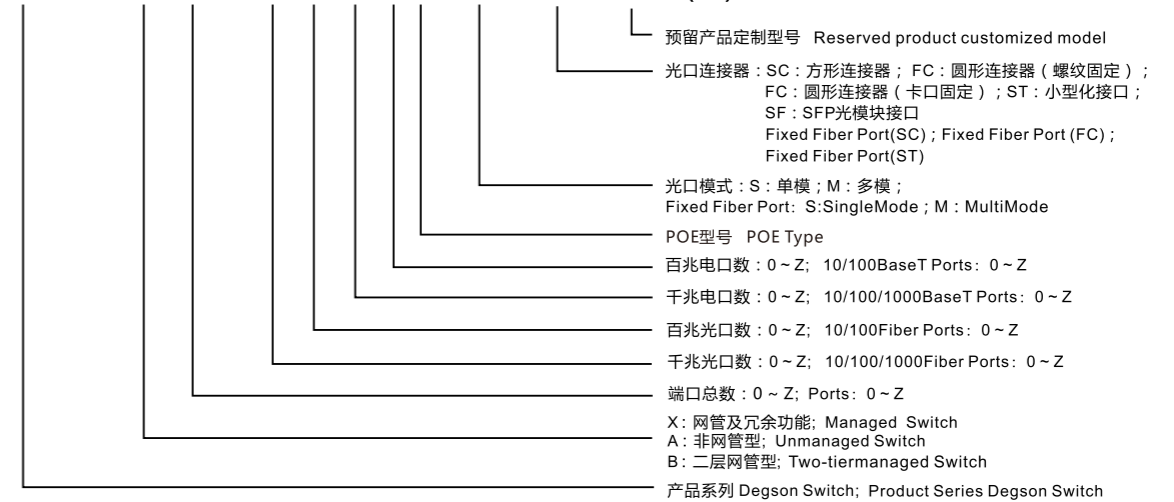 预留产品定制型号 Reserved product customized model
光口连接器：SC：方形连接器； FC：圆形连接器（螺纹固定）；
FC：圆形连接器（卡口固定）；ST：小型化接口；
SF：SFP光模块接口
Fixed Fiber Port(SC)；Fixed Fiber Port (FC)；
Fixed Fiber Port(ST)
光口模式：S：单模；M：多模；
Fixed Fiber Port: S:SingleMode；M：MultiMode
POE型号 POE Type
百兆电口数：0~Z; 10/100BaseT Ports: 0~Z
千兆电口数：0~Z; 10/100/1000BaseT Ports: 0~Z
百兆光口数：0~Z; 10/100Fiber Ports: 0~Z
千兆光口数：0~Z; 10/100/1000Fiber Ports: 0~Z
端口总数：0 ~ Z; Ports: 0~Z
X: 网管及冗余功能; Managed Switch
A: 非网管型; Unmanaged Switch
B: 二层网管型; Two-tiermanaged Switch
产品系列 Degson Switch; Product Series Degson Switch